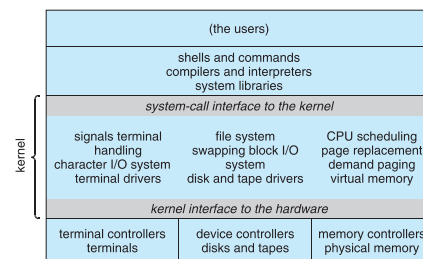 (the users)
shells and commands
compilers and interpreters
system libraries
system-call interface to the kernel
kernel
signals terminal
handling
character I/O system
terminal drivers
file system
swapping block I/O
system
disk and tape drivers
CPU scheduling
page replacement
demand paging
virtual memory
kernel interface to the hardware
terminal controllers
terminals
device controllers
disks and tapes
memory controllers
physical memory